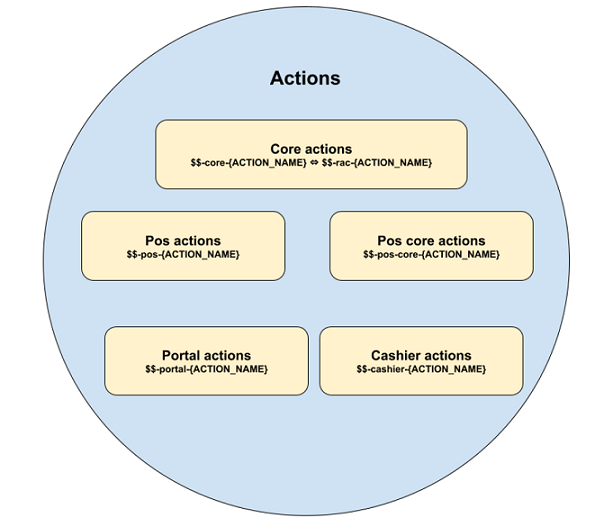 Actions
Core actions
$$-core-{ACTION_NAME} ⇔ $$-rac-{ACTION_NAME}
Pos actions
$$-pos-{ACTION_NAME}
Pos core actions
$$-pos-core-{ACTION_NAME}
Portal actions
$$-portal-{ACTION_NAME}
Cashier actions
$$-cashier-{ACTION_NAME}